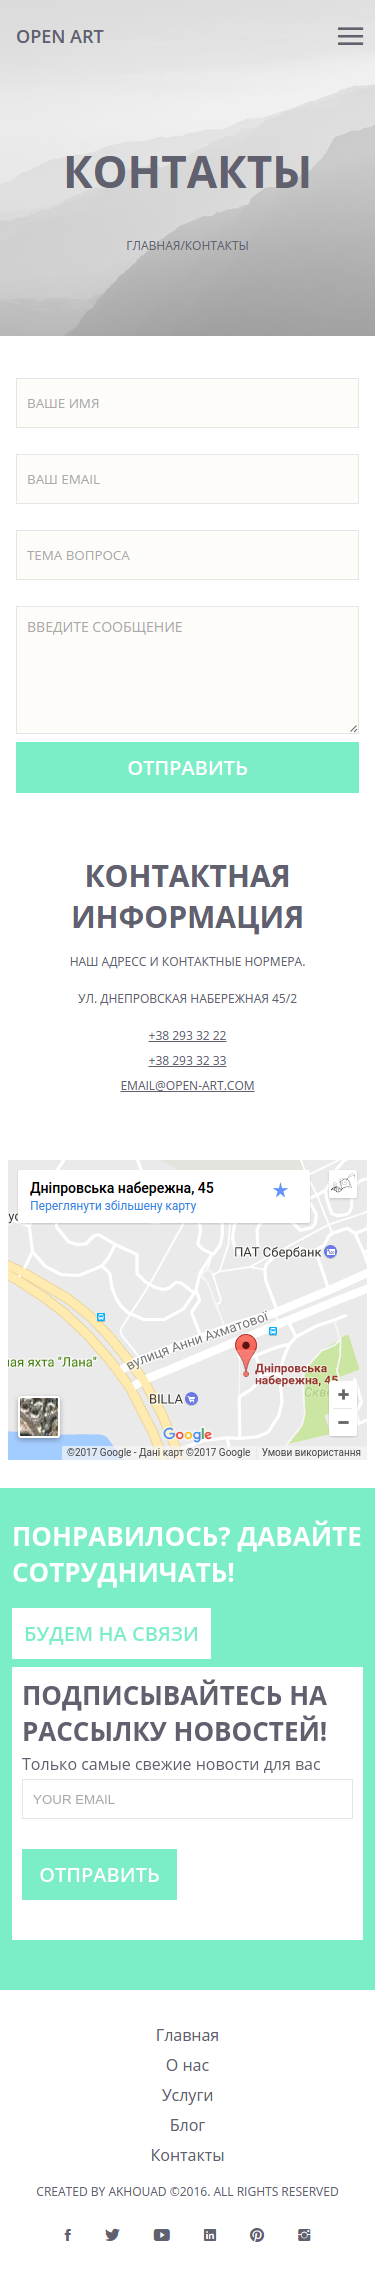 OPEN ART
КОНТАКТЫ
ГЛАВНАЯ/КОНТАКТЫ
ВАШЕ ИМЯ
ВАШ EMAIL
ТЕМА ВОПРОСА
ВВЕДИТЕ СООБЩЕНИЕ
ОТПРАВИТЬ
КОНТАКТНАЯ
ИНФОРМАЦИЯ
НАШ АДРЕСС И КОНТАКТНЫЕ НОРМЕРА.
УЛ. ДНЕПРОВСКАЯ НАБЕРЕЖНАЯ 45/2
+38 293 32 22
+38 293 32 33
EMAIL@OPEN-ART.COM
Дніпровська набережна, 45
Переглянути збільшену карту
ПАТ Сбербанк
вулиця Анни Ахматової
ная яхта "Лана"
Дніпровська
набережна, 45
Скве
BILLA
Google
©2017 Google - Дані карт ©2017 Google Умови використання
ПОНРАВИЛОСЬ? ДАВАЙТЕ
СОТРУДНИЧАТЬ!
БУДЕМ НА СВЯЗИ
ПОДПИСЫВАЙТЕСЬ НА
РАССЫЛКУ НОВОСТЕЙ!
Только самые свежие новости для вас
YOUR EMAIL
ОТПРАВИТЬ
Главная
О нас
Услуги
Блог
Контакты
CREATED BY AKHOUAD ©2016. ALL RIGHTS RESERVED